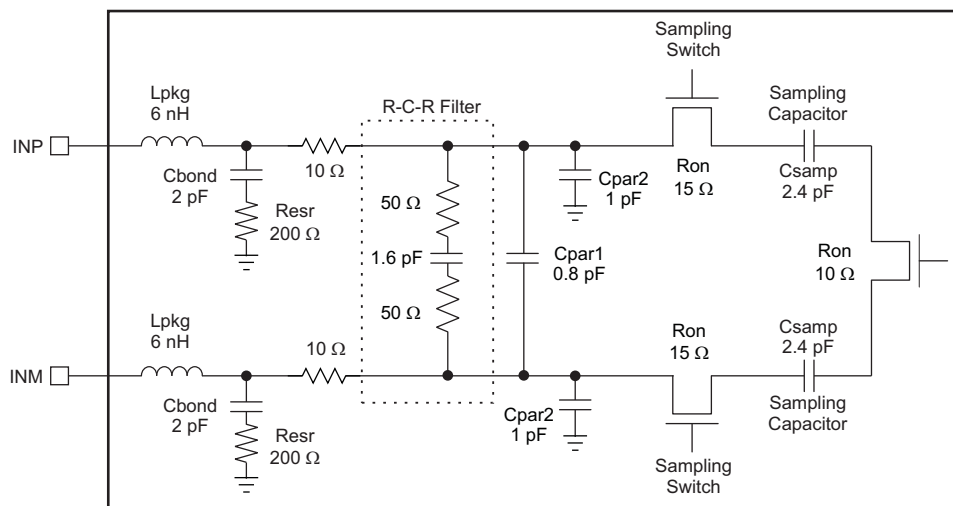 Sampling
Switch
Lpkg
6 nH
R-C-R Filter
Sampling
Capacitor
INP
10 Ω
Cbond
2 pF
Ron
15 Ω
Csamp
2.4 pF
Cpar2
1 pF
50 Ω
Resr
200 Ω
1.6 pF
Cpar1
0.8 pF
Ron
10 Ω
50 Ω
Lpkg
6 nH
10 Ω
Ron
15 Ω
Csamp
2.4 pF
INM
Cbond
2 pF
Cpar2
1 pF
Sampling
Capacitor
Resr
200 Ω
Sampling
Switch